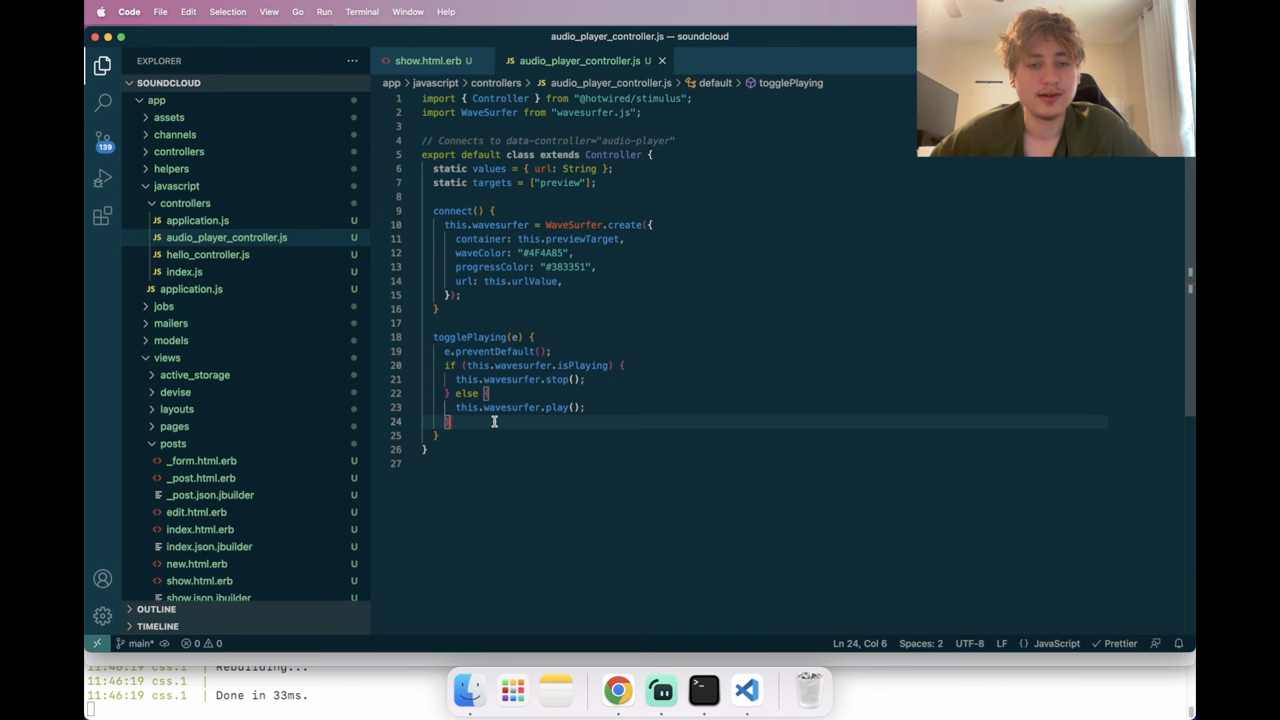 Code File Edit Selection View Go Run Terminal Window Help
audio_player_controller.js — soundcloud
EXPLORER
SOUNDCLOUD
app
assets
channels
139
controllers
helpers
javascript
controllers
application.js U
audio_player_controller.js U
hello_controller.js U
index.js U
application.js U
jobs
mailers
models
views
active_storage
devise
layouts
pages
posts
_form.html.erb U
_post.html.erb U
_post.json.jbuilder U
edit.html.erb U
index.html.erb U
index.json.jbuilder U
new.html.erb U
show.html.erb U
show.json.jbuilder U
OUTLINE
TIMELINE
show.html.erb U
audio_player_controller.js U
app > javascript > controllers > audio_player_controller.js > default > togglePlaying
1 import { Controller } from "@hotwired/stimulus";
2 import WaveSurfer from "wavesurfer.js";
3
4 // Connects to data-controller="audio-player"
5 export default class extends Controller {
6 static values = { url: String };
7 static targets = ["preview"];
8
9 connect() {
10 this.wavesurfer = WaveSurfer.create({
11 container: this.previewTarget,
12 waveColor: "#4F4A85",
13 progressColor: "#383351",
14 url: this.urlValue,
15 });
16 }
17
18 togglePlaying(e) {
19 e.preventDefault();
20 if (this.wavesurfer.isPlaying) {
21 this.wavesurfer.stop();
22 } else {
23 this.wavesurfer.play();
24 }
25 }
26 }
27
main* 0 0 Ln 24, Col 6 Spaces: 2 UTF-8 LF {} JavaScript Prettier
11:46:19 css.1 | Rebuilding...
11:46:19 css.1 |
11:46:19 css.1 | Done in 33ms.